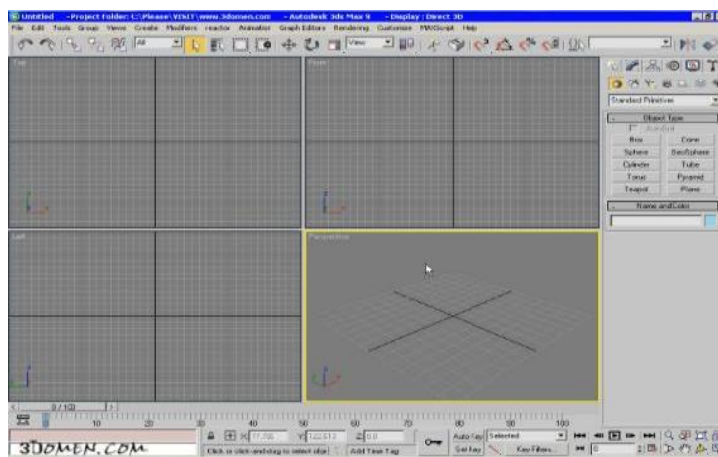 Untitled - Project Folder: C:\Please\VISIT\www.3domen.com - Autodesk 3ds Max 9 - Display : Direct 3D
File Edit Tools Group Views Create Modifiers reactor Animation Graph Editors Rendering Customize MAXScript Help
All View
Top Front
Standard Primitives
Object Type
AutoGrid
Box Cone
Sphere GeoSphere
Cylinder Tube
Torus Pyramid
Teapot Plane
Name and Color
Left Perspective
0 / 100
0 10 20 30 40 50 60 70 80 90 100
3DOMEN.COM
X: Y: Z: 0.0
Auto Key Selected
Click or click-and-drag to select objects
Add Time Tag
Set Key Key Filters... 0